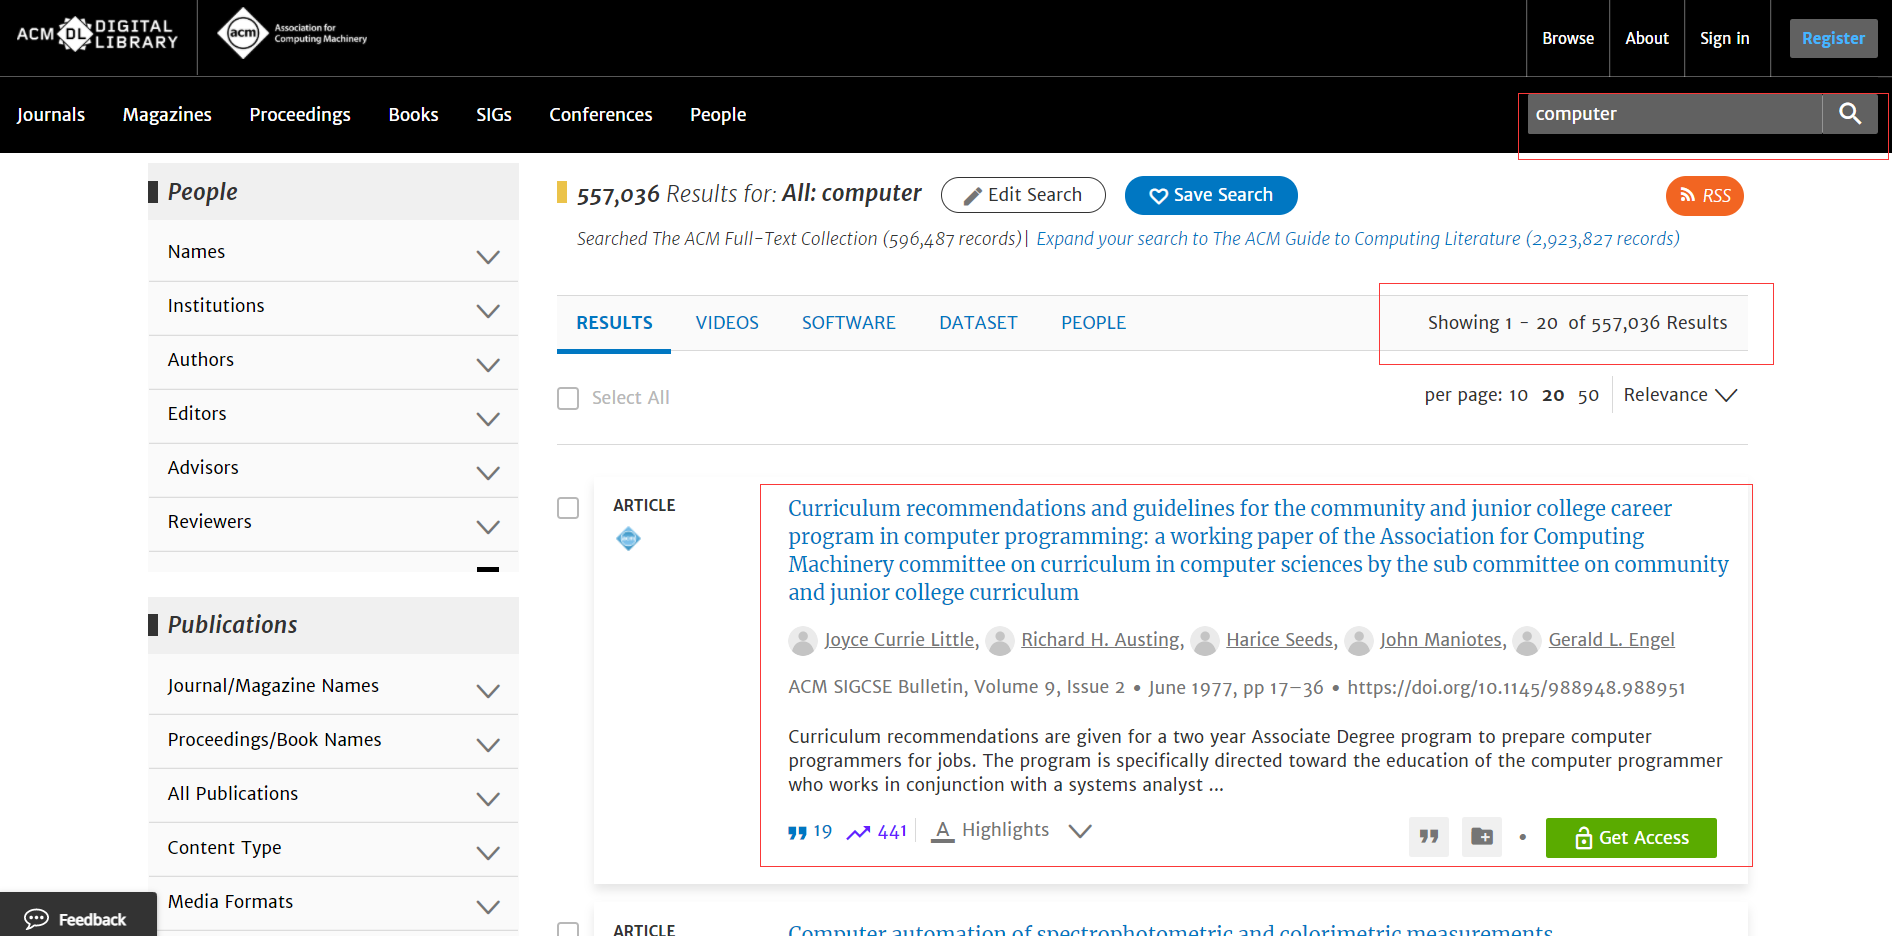 ACM DL DIGITAL LIBRARY
acm Association for Computing Machinery
Browse
About
Sign in
Register
Journals
Magazines
Proceedings
Books
SIGs
Conferences
People
computer
People
Names
Institutions
Authors
Editors
Advisors
Reviewers
Publications
Journal/Magazine Names
Proceedings/Book Names
All Publications
Content Type
Media Formats
Feedback
557,036 Results for: All: computer
Edit Search
Save Search
RSS
Searched The ACM Full-Text Collection (596,487 records)| Expand your search to The ACM Guide to Computing Literature (2,923,827 records)
RESULTS
VIDEOS
SOFTWARE
DATASET
PEOPLE
Showing 1 - 20 of 557,036 Results
Select All
per page: 10 20 50
Relevance
ARTICLE
acm
Curriculum recommendations and guidelines for the community and junior college career
program in computer programming: a working paper of the Association for Computing
Machinery committee on curriculum in computer sciences by the sub committee on community
and junior college curriculum
Joyce Currie Little, Richard H. Austing, Harice Seeds, John Maniotes, Gerald L. Engel
ACM SIGCSE Bulletin, Volume 9, Issue 2 • June 1977, pp 17–36 • https://doi.org/10.1145/988948.988951
Curriculum recommendations are given for a two year Associate Degree program to prepare computer
programmers for jobs. The program is specifically directed toward the education of the computer programmer
who works in conjunction with a systems analyst ...
19
441
A Highlights
Get Access
ARTICLE
Computer automation of spectrophotometric and colorimetric measurements